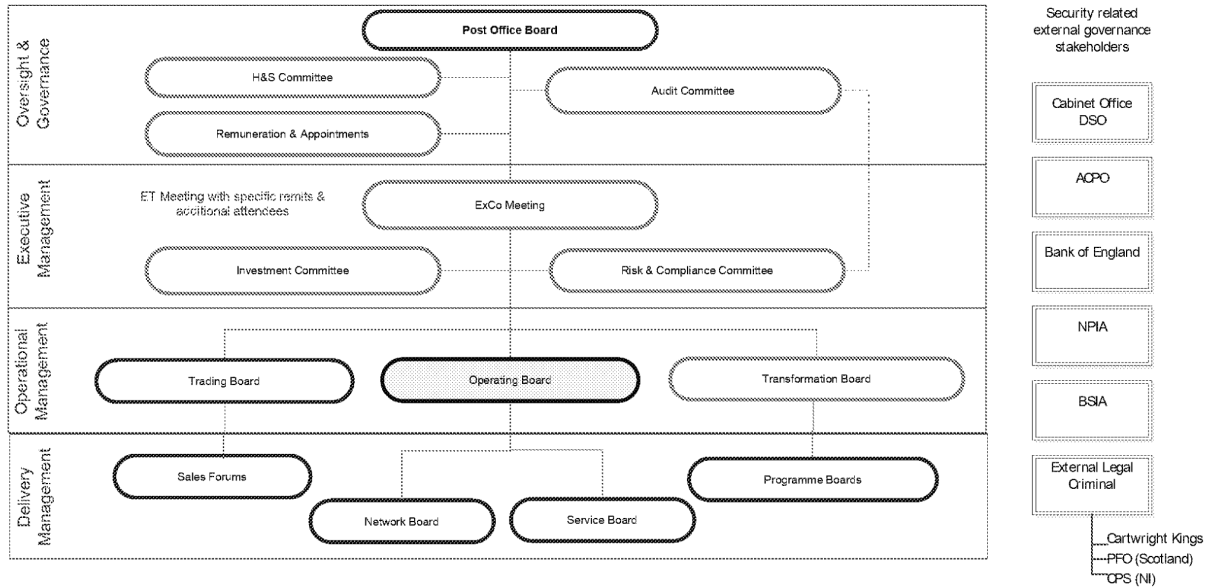 Post Office Board
H&S Committee
Audit Committee
Remuneration & Appointments
Oversight &
Governance
ET Meeting with specific remits &
additional attendees
ExCo Meeting
Investment Committee
Risk & Compliance Committee
Executive
Management
Trading Board
Operating Board
Transformation Board
Operational
Management
Sales Forums
Programme Boards
Network Board
Service Board
Delivery
Management
Security related
external governance
stakeholders
Cabinet Office
DSO
ACPO
Bank of England
NPIA
BSIA
External Legal
Criminal
Cartwright Kings
PFO (Scotland)
CPS (NI)